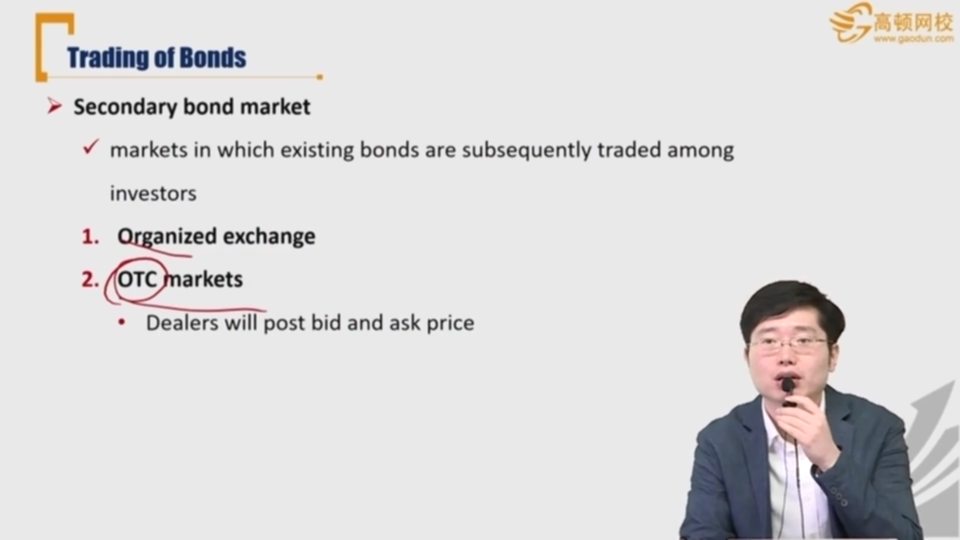 高顿网校
www.gaodun.com
Trading of Bonds
Secondary bond market
markets in which existing bonds are subsequently traded among
investors
1. Organized exchange
2. OTC markets
• Dealers will post bid and ask price